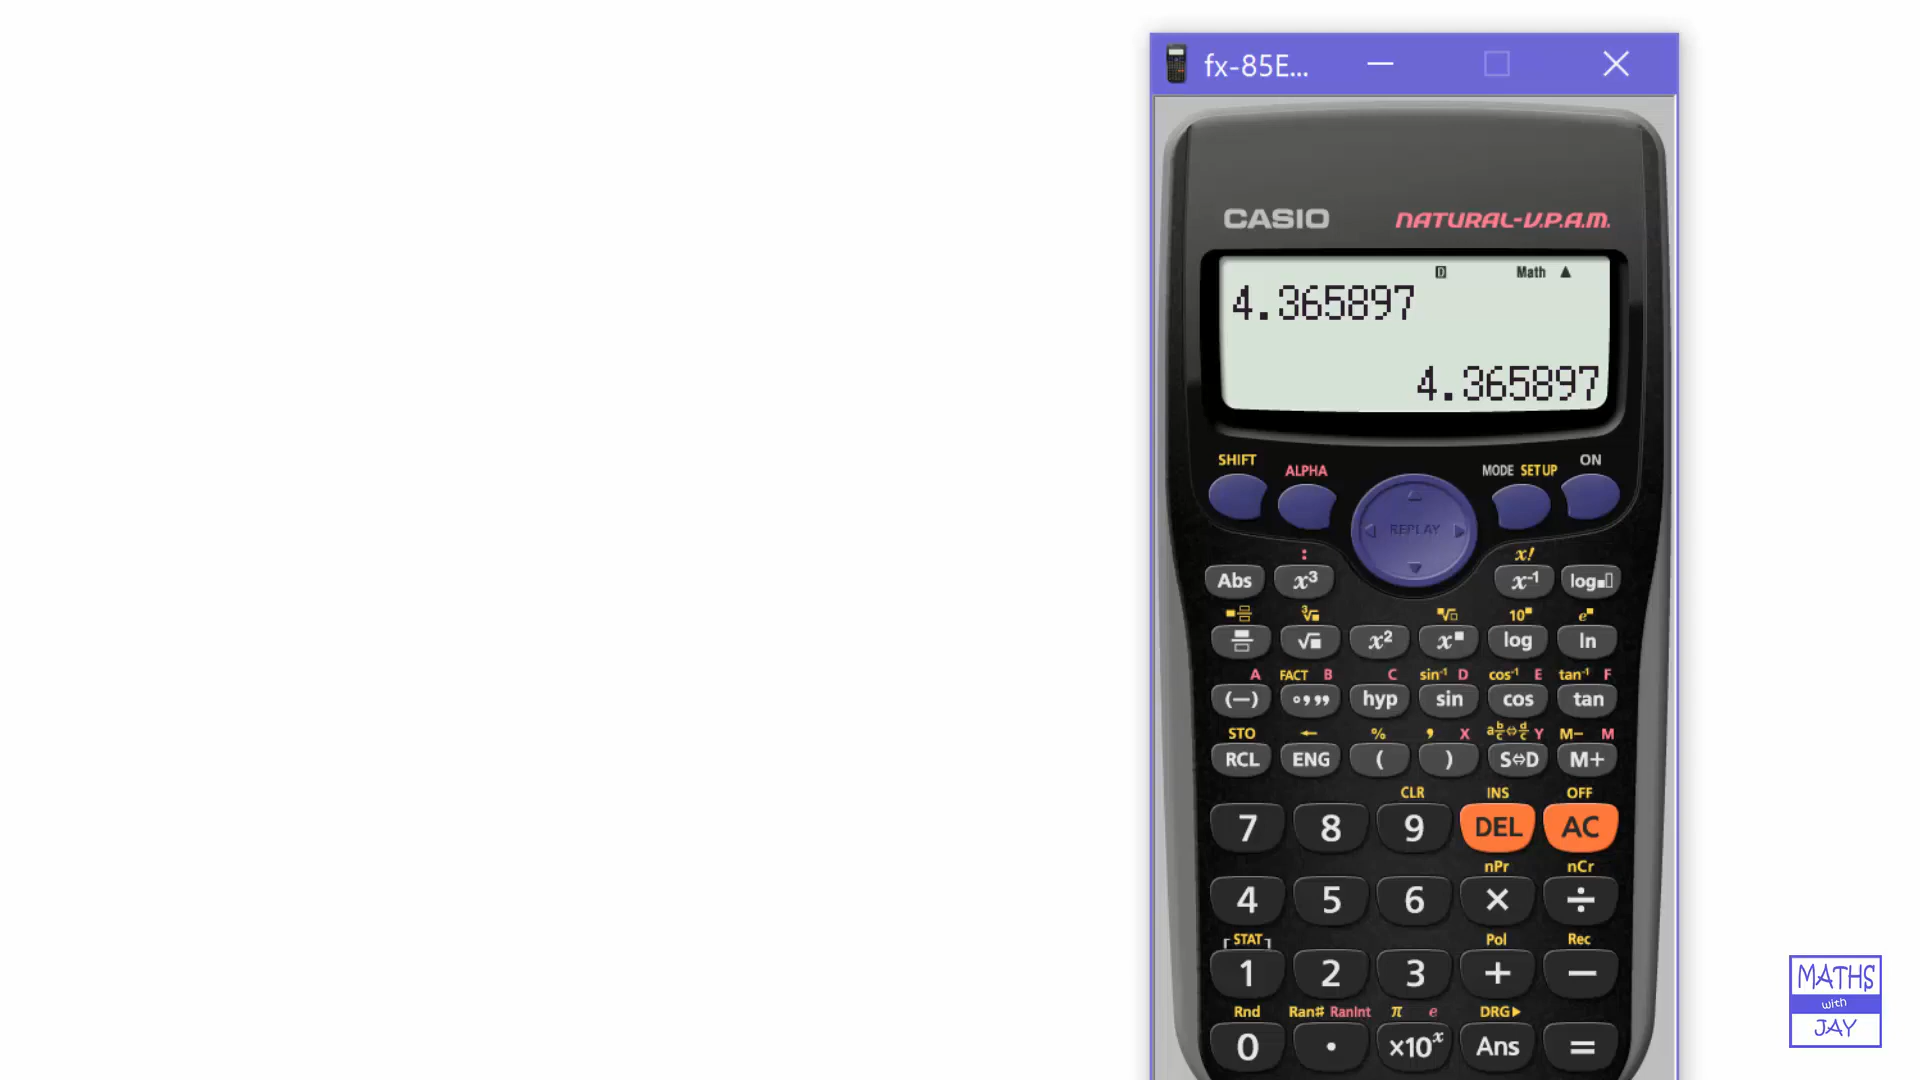 fx-85E...
CASIO NATURAL-V.P.A.M.
D Math ▲
4.365897
4.365897
SHIFT ALPHA MODE SETUP ON
REPLAY
: x!
Abs x³ x⁻¹ log■□
³√■ ■√□ 10■ e■
√■ x² x■ log ln
A FACT B C sin⁻¹ D cos⁻¹ E tan⁻¹ F
(−) °,,, hyp sin cos tan
STO ← % , X a b/c⇔d/c Y M− M
RCL ENG ( ) S⇔D M+
CLR INS OFF
7 8 9 DEL AC
nPr nCr
4 5 6 × ÷
STAT Pol Rec
1 2 3 + −
Rnd Ran# RanInt π e DRG▶
0 . ×10ˣ Ans =
MATHS
with
JAY